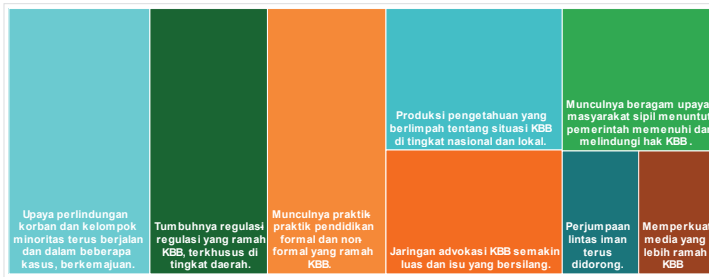 Upaya perlindungan
korban dan kelompok
minoritas terus berjalan
dan dalam beberapa
kasus, berkemajuan.
Tumbuhnya regulasi-
regulasi yang ramah
KBB, terkhusus di
tingkat daerah.
Munculnya praktik-
praktik pendidikan
formal dan non-
formal yang ramah
KBB.
Produksi pengetahuan yang
berlimpah tentang situasi KBB
di tingkat nasional dan lokal.
Jaringan advokasi KBB semakin
luas dan isu yang bersilang.
Munculnya beragam upaya
masyarakat sipil menuntut
pemerintah memenuhi dan
melindungi hak KBB .
Perjumpaan
lintas iman
terus
didorong.
Memperkuat
media yang
lebih ramah
KBB